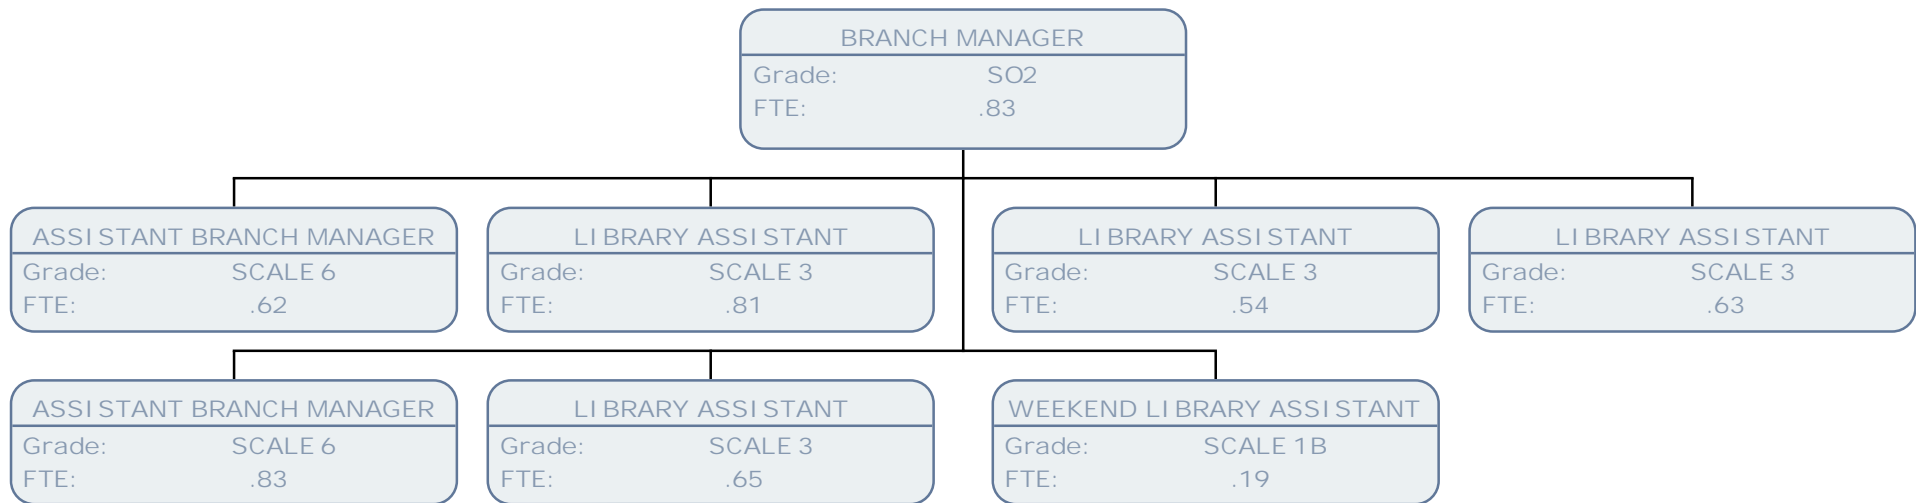 BRANCH MANAGER
Grade: SO2
FTE: .83
ASSISTANT BRANCH MANAGER
Grade: SCALE 6
FTE: .62
LIBRARY ASSISTANT
Grade: SCALE 3
FTE: .81
LIBRARY ASSISTANT
Grade: SCALE 3
FTE: .54
LIBRARY ASSISTANT
Grade: SCALE 3
FTE: .63
ASSISTANT BRANCH MANAGER
Grade: SCALE 6
FTE: .83
LIBRARY ASSISTANT
Grade: SCALE 3
FTE: .65
WEEKEND LIBRARY ASSISTANT
Grade: SCALE 1B
FTE: .19